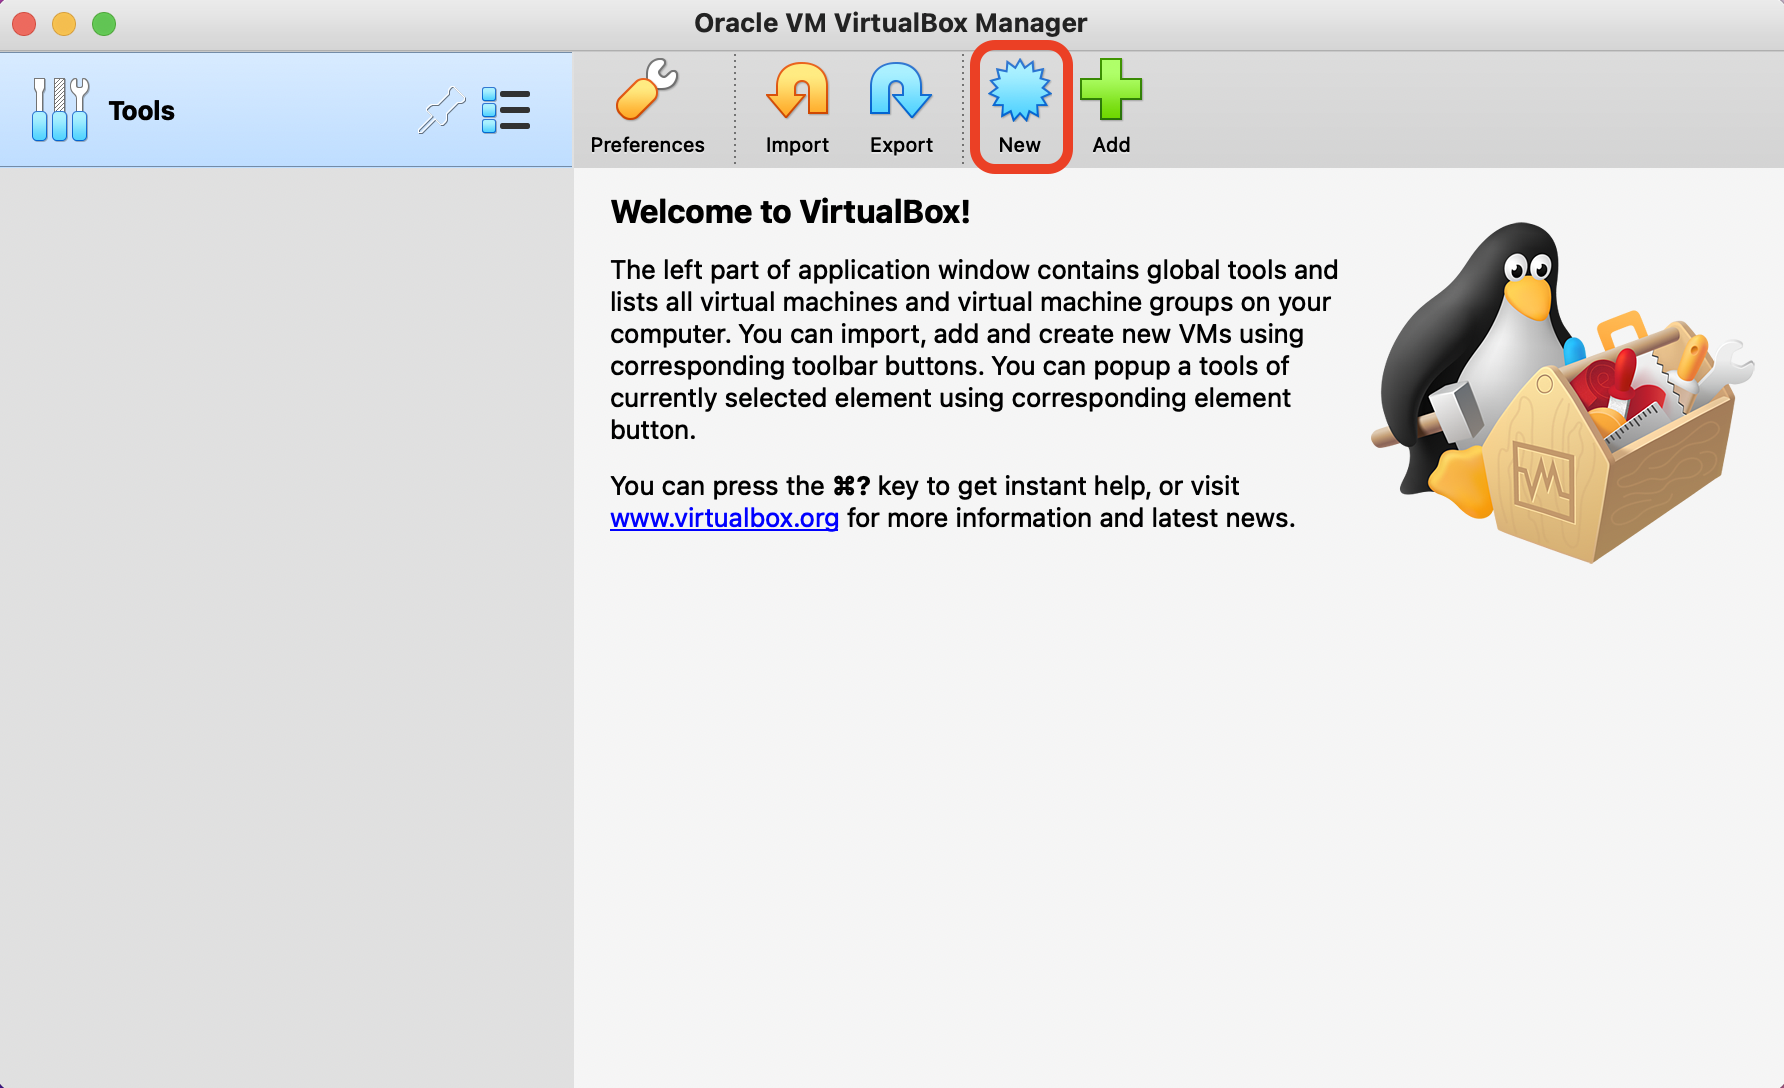 Oracle VM VirtualBox Manager
Tools
Preferences
Import
Export
New
Add
Welcome to VirtualBox!
The left part of application window contains global tools and
lists all virtual machines and virtual machine groups on your
computer. You can import, add and create new VMs using
corresponding toolbar buttons. You can popup a tools of
currently selected element using corresponding element
button.
You can press the ⌘? key to get instant help, or visit
www.virtualbox.org for more information and latest news.